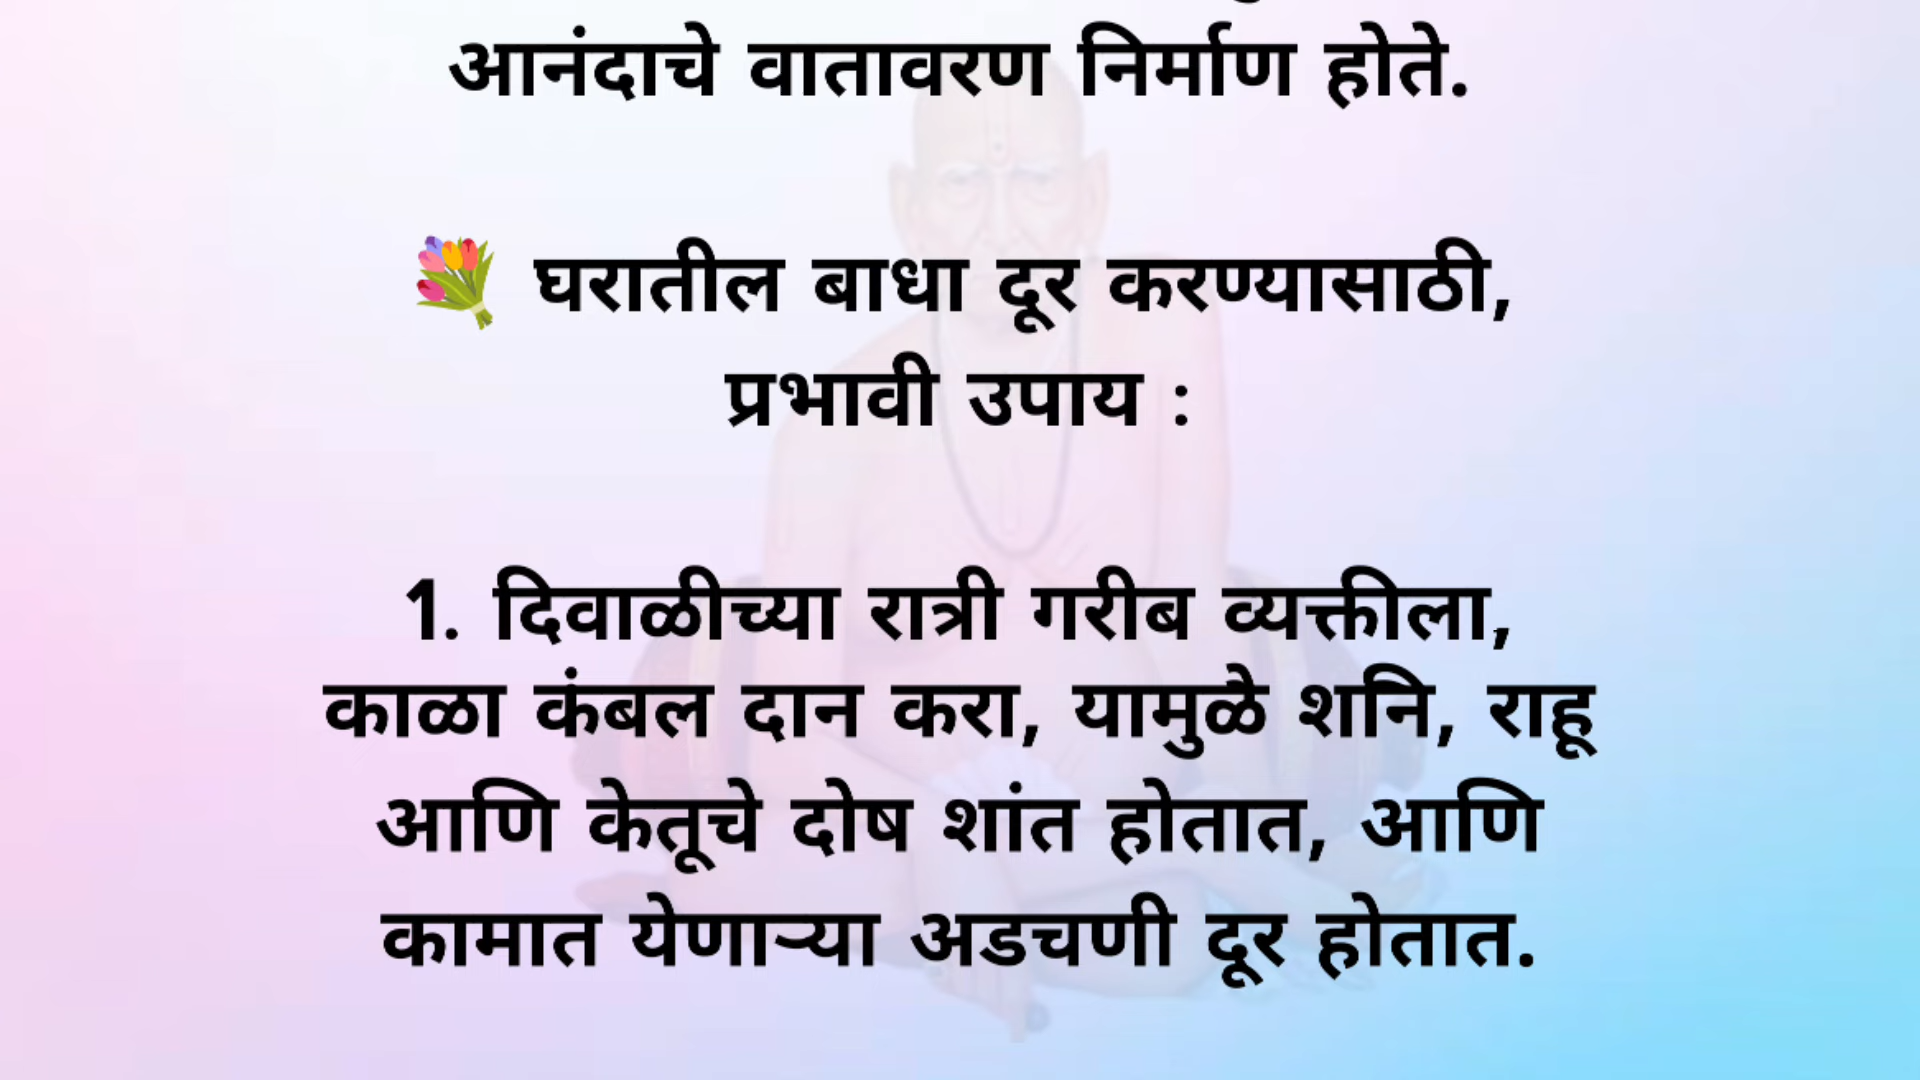 आनंदाचे वातावरण निर्माण होते.
💐 घरातील बाधा दूर करण्यासाठी,
प्रभावी उपाय :
1. दिवाळीच्या रात्री गरीब व्यक्तीला,
काळा कंबल दान करा, यामुळे शनि, राहू
आणि केतूचे दोष शांत होतात, आणि
कामात येणाऱ्या अडचणी दूर होतात.